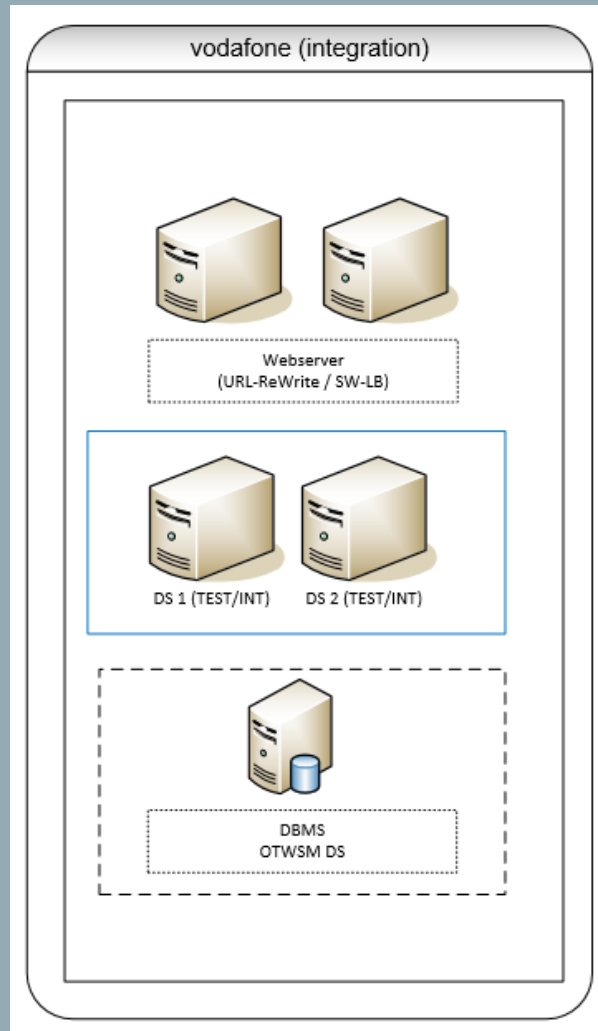 vodafone (integration)
Webserver
(URL-ReWrite / SW-LB)
DS 1 (TEST/INT)
DS 2 (TEST/INT)
DBMS
OTWSM DS